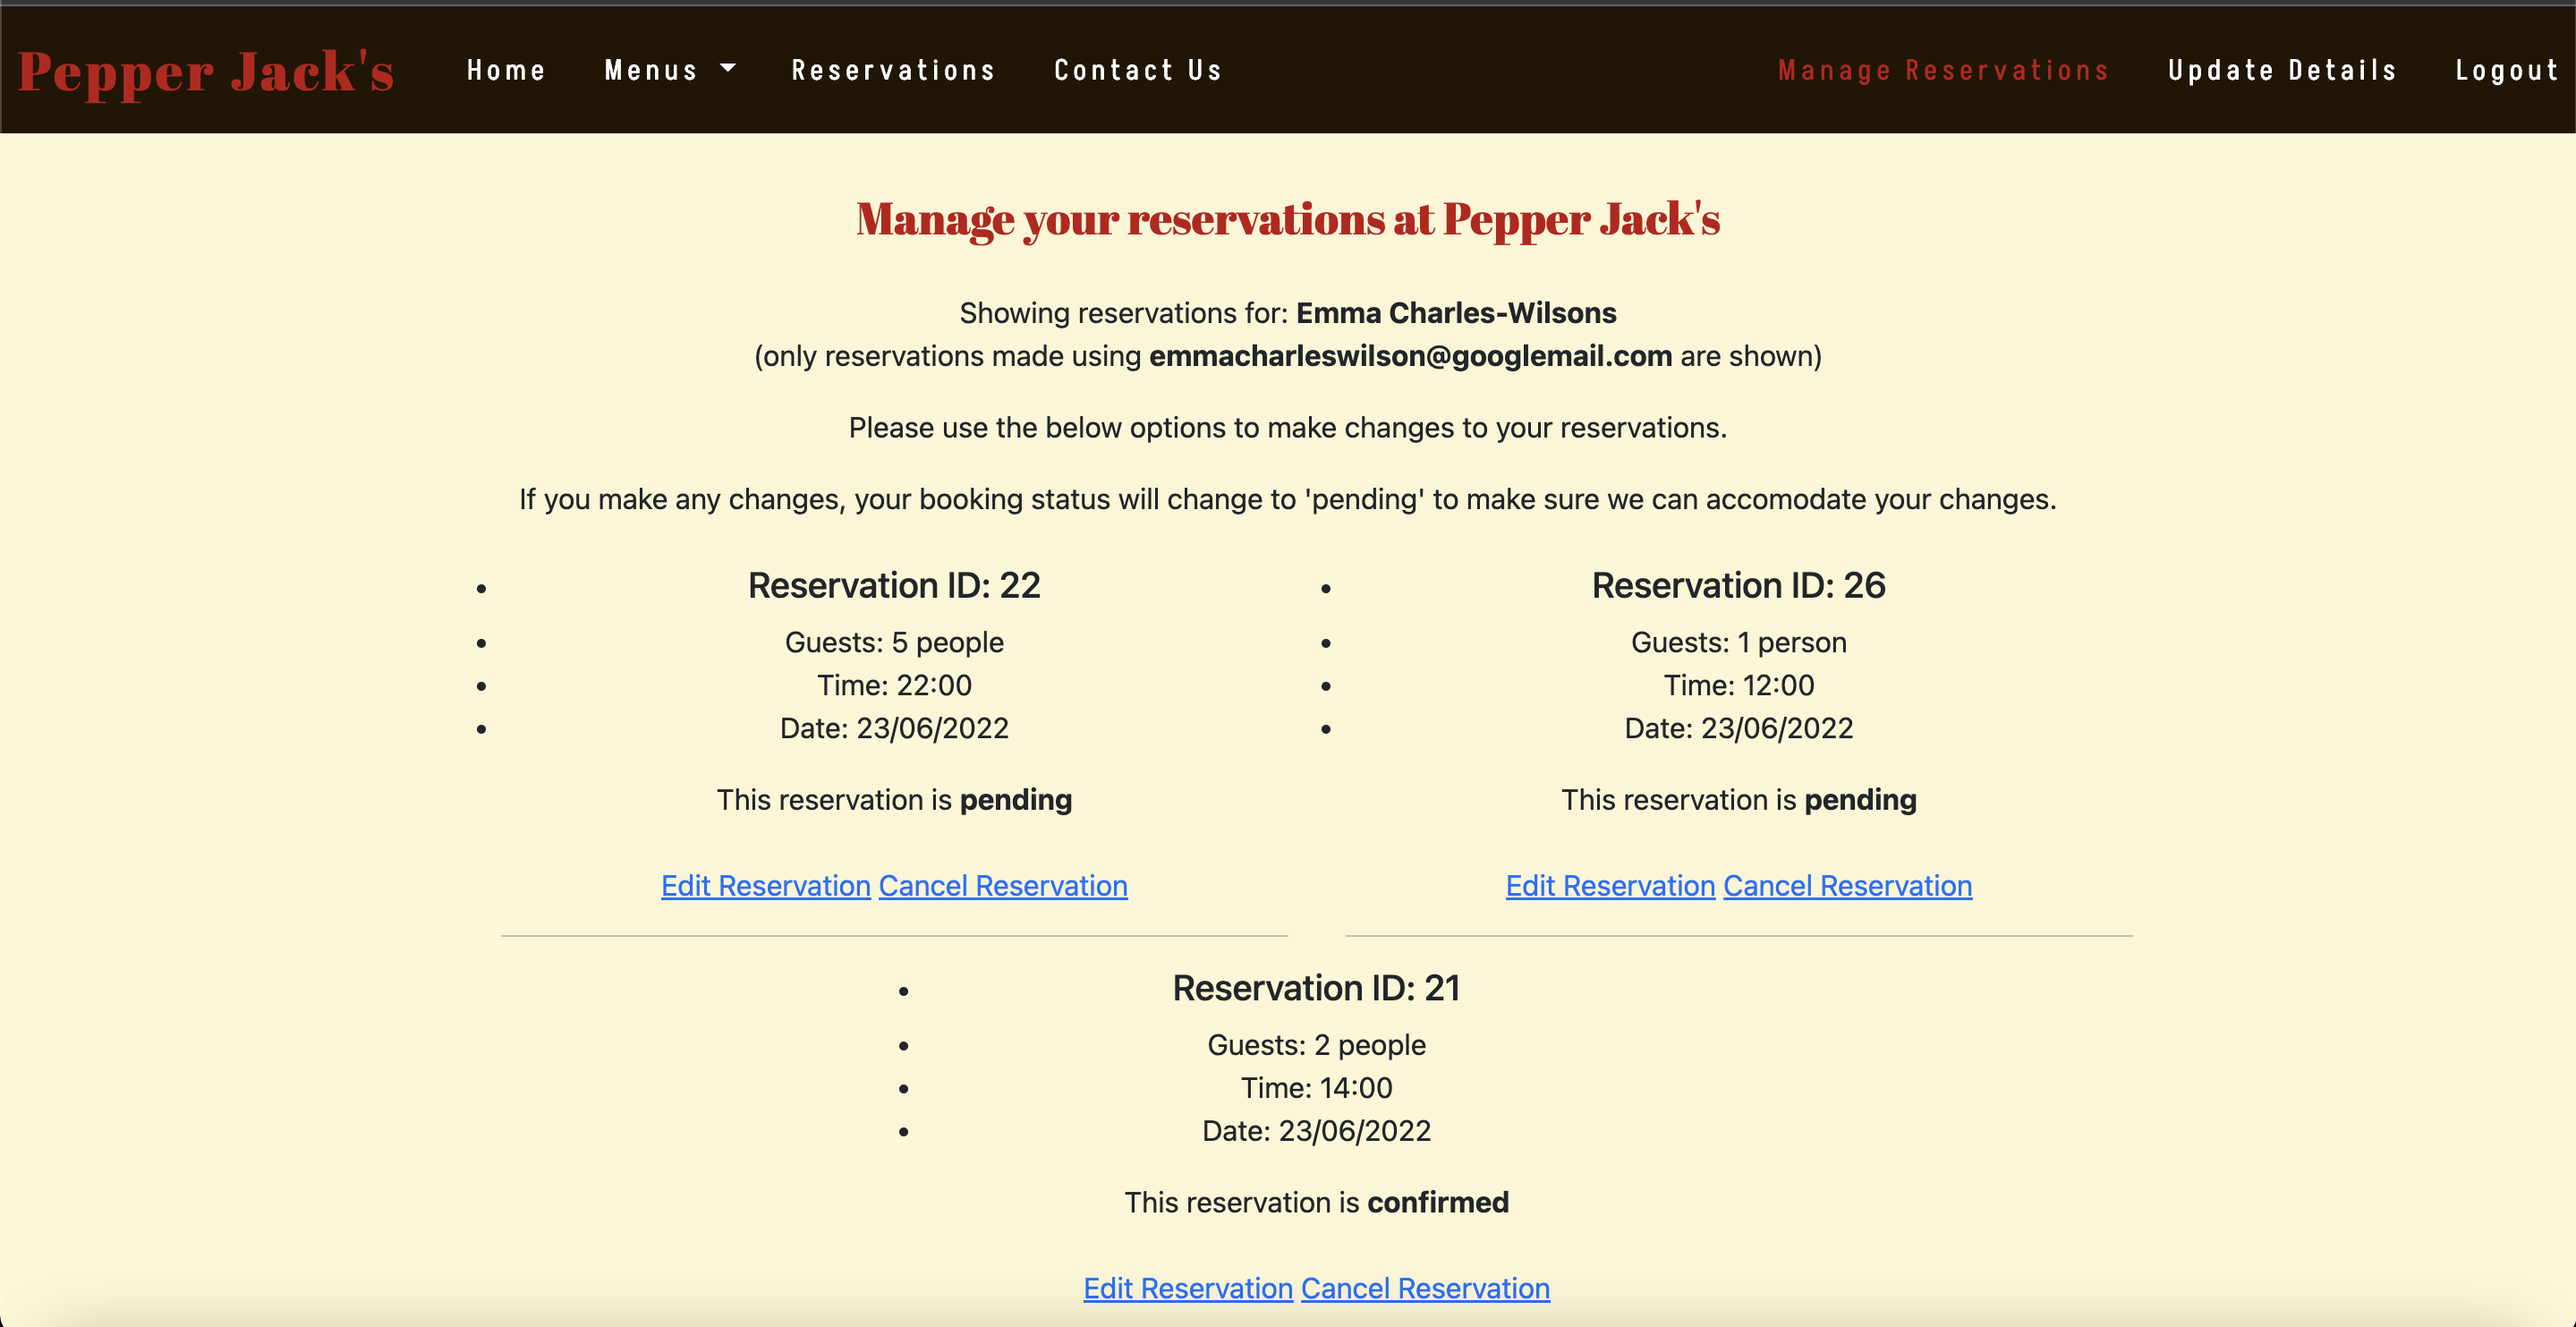 Pepper Jack's Home Menus Reservations Contact Us Manage Reservations Update Details Logout
Manage your reservations at Pepper Jack's
Showing reservations for: Emma Charles-Wilsons
(only reservations made using emmacharleswilson@googlemail.com are shown)
Please use the below options to make changes to your reservations.
If you make any changes, your booking status will change to 'pending' to make sure we can accomodate your changes.
Reservation ID: 22
Guests: 5 people
Time: 22:00
Date: 23/06/2022
This reservation is pending
Edit Reservation Cancel Reservation
Reservation ID: 26
Guests: 1 person
Time: 12:00
Date: 23/06/2022
This reservation is pending
Edit Reservation Cancel Reservation
Reservation ID: 21
Guests: 2 people
Time: 14:00
Date: 23/06/2022
This reservation is confirmed
Edit Reservation Cancel Reservation